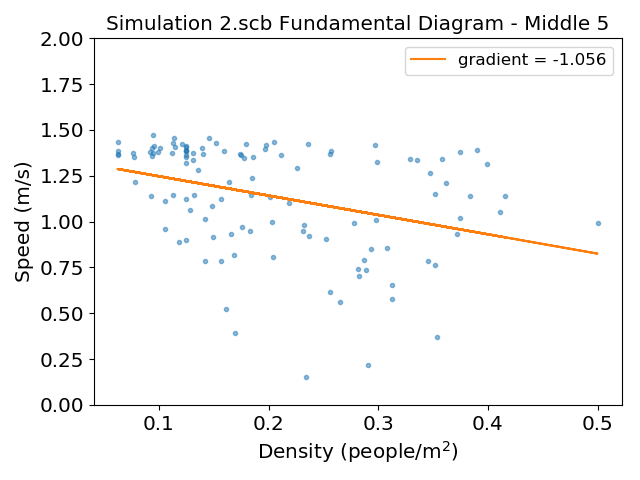 Simulation 2.scb Fundamental Diagram - Middle 5
gradient = -1.056
2.00
1.75
1.50
1.25
1.00
0.75
0.50
0.25
0.00
Speed (m/s)
0.1 0.2 0.3 0.4 0.5
Density (people/m²)